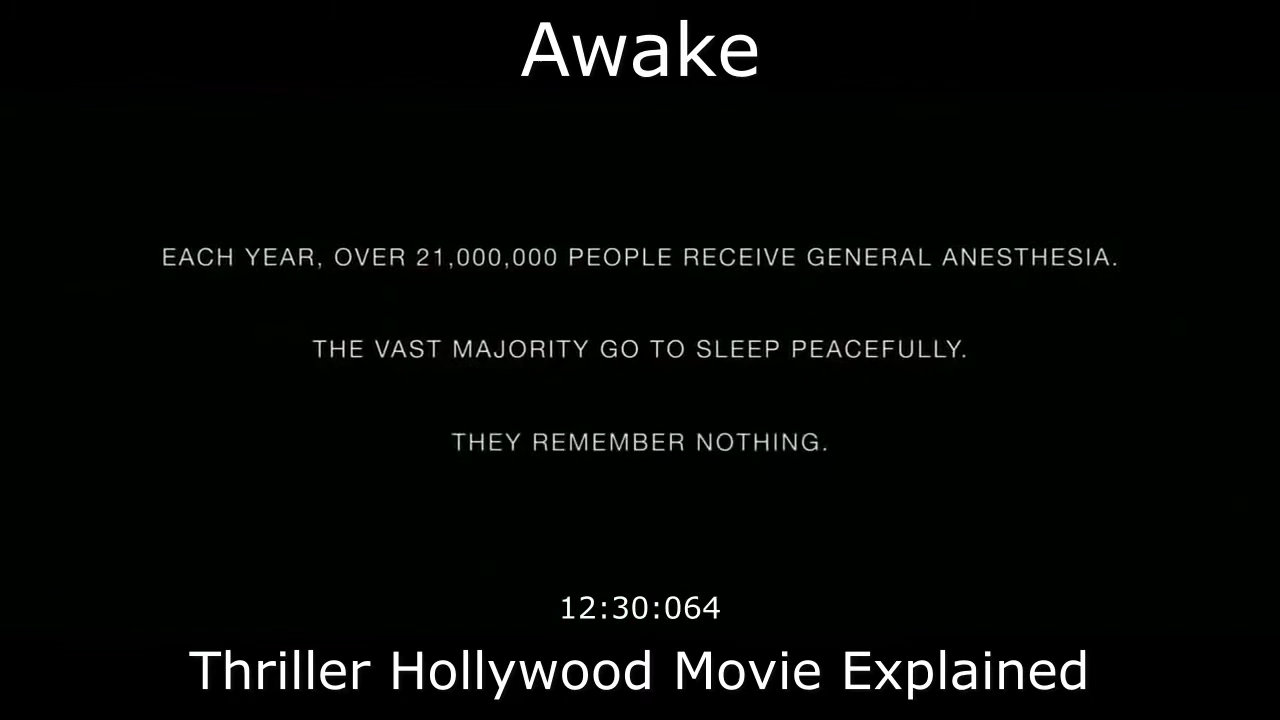 Awake
EACH YEAR, OVER 21,000,000 PEOPLE RECEIVE GENERAL ANESTHESIA.
THE VAST MAJORITY GO TO SLEEP PEACEFULLY.
THEY REMEMBER NOTHING.
12:30:064
Thriller Hollywood Movie Explained